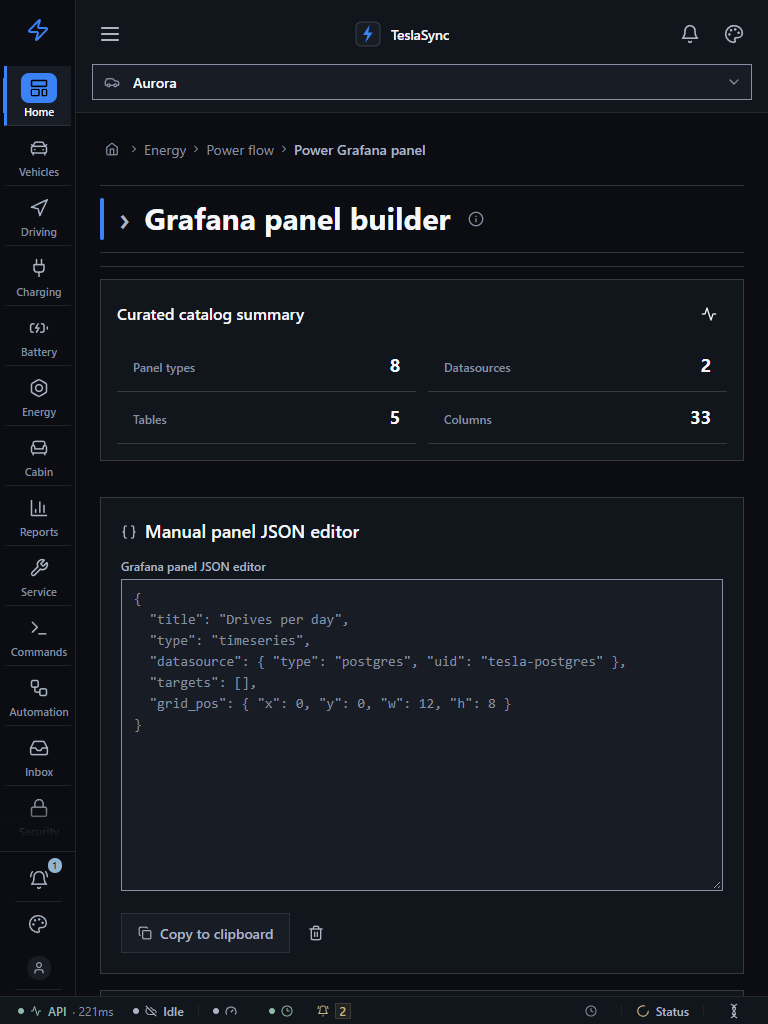 TeslaSync
Aurora
Home
Vehicles
Driving
Charging
Battery
Energy
Cabin
Reports
Service
Commands
Automation
Inbox
Security
1
Energy › Power flow › Power Grafana panel
› Grafana panel builder
Curated catalog summary
Panel types 8
Datasources 2
Tables 5
Columns 33
{} Manual panel JSON editor
Grafana panel JSON editor
{
  "title": "Drives per day",
  "type": "timeseries",
  "datasource": { "type": "postgres", "uid": "tesla-postgres" },
  "targets": [],
  "grid_pos": { "x": 0, "y": 0, "w": 12, "h": 8 }
}
Copy to clipboard
API · 221ms
Idle
2
Status